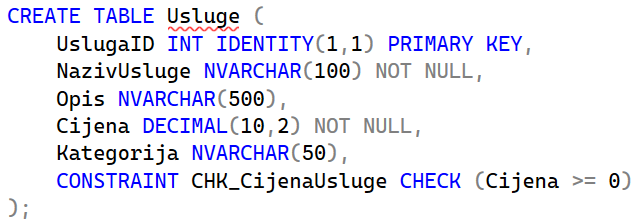 CREATE TABLE Usluge (
    UslugaID INT IDENTITY(1,1) PRIMARY KEY,
    NazivUsluge NVARCHAR(100) NOT NULL,
    Opis NVARCHAR(500),
    Cijena DECIMAL(10,2) NOT NULL,
    Kategorija NVARCHAR(50),
    CONSTRAINT CHK_CijenaUsluge CHECK (Cijena >= 0)
);